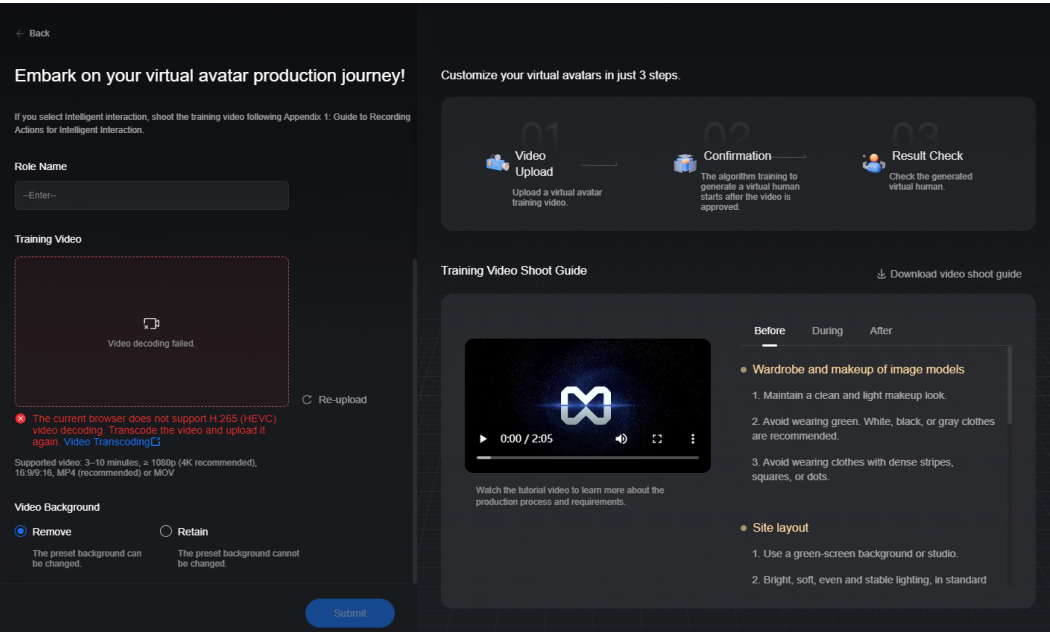 ← Back
Embark on your virtual avatar production journey!
If you select Intelligent interaction, shoot the training video following Appendix 1: Guide to Recording
Actions for Intelligent Interaction.
Role Name
--Enter--
Training Video
Video decoding failed.
Re-upload
The current browser does not support H.265 (HEVC)
video decoding. Transcode the video and upload it
again. Video Transcoding
Supported video: 3–10 minutes, ≥ 1080p (4K recommended),
16:9/9:16, MP4 (recommended) or MOV
Video Background
Remove
The preset background can
be changed.
Retain
The preset background cannot
be changed.
Submit
Customize your virtual avatars in just 3 steps.
01
Video
Upload
Upload a virtual avatar
training video.
02
Confirmation
The algorithm training to
generate a virtual human
starts after the video is
approved.
03
Result Check
Check the generated
virtual human.
Training Video Shoot Guide
Download video shoot guide
0:00 / 2:05
Watch the tutorial video to learn more about the
production process and requirements.
Before During After
Wardrobe and makeup of image models
1. Maintain a clean and light makeup look.
2. Avoid wearing green. White, black, or gray clothes
are recommended.
3. Avoid wearing clothes with dense stripes,
squares, or dots.
Site layout
1. Use a green-screen background or studio.
2. Bright, soft, even and stable lighting, in standard